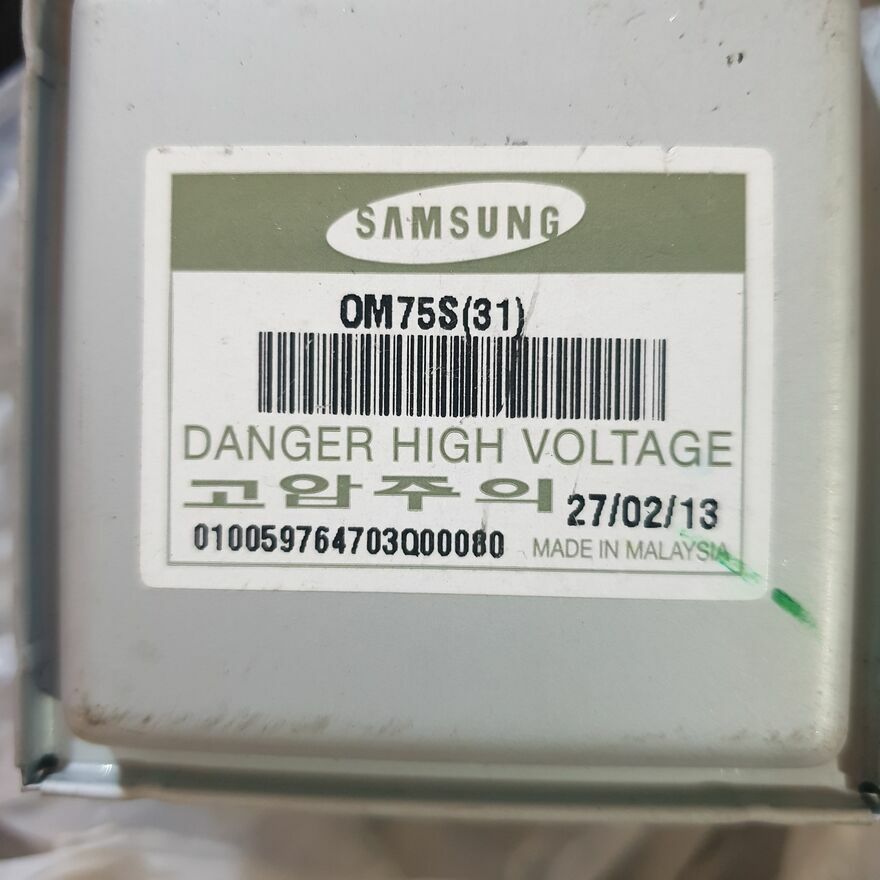 SAMSUNG
OM75S(31)
DANGER HIGH VOLTAGE
고압주의 27/02/13
010059764703Q00080 MADE IN MALAYSIA